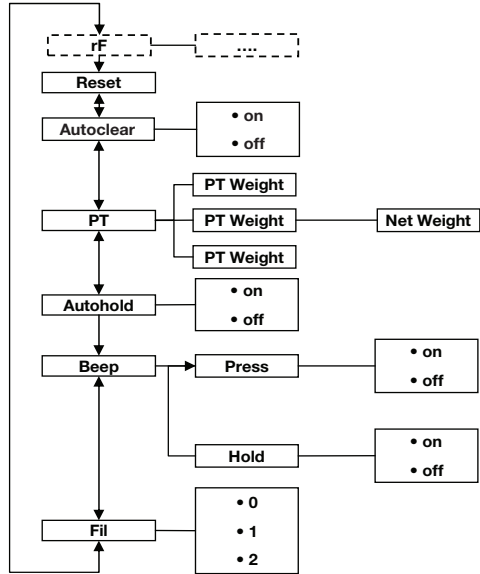 rF
....
Reset
Autoclear
• on
• off
PT Weight
PT
PT Weight
Net Weight
PT Weight
Autohold
• on
• off
Beep
Press
• on
• off
Hold
• on
• off
Fil
• 0
• 1
• 2